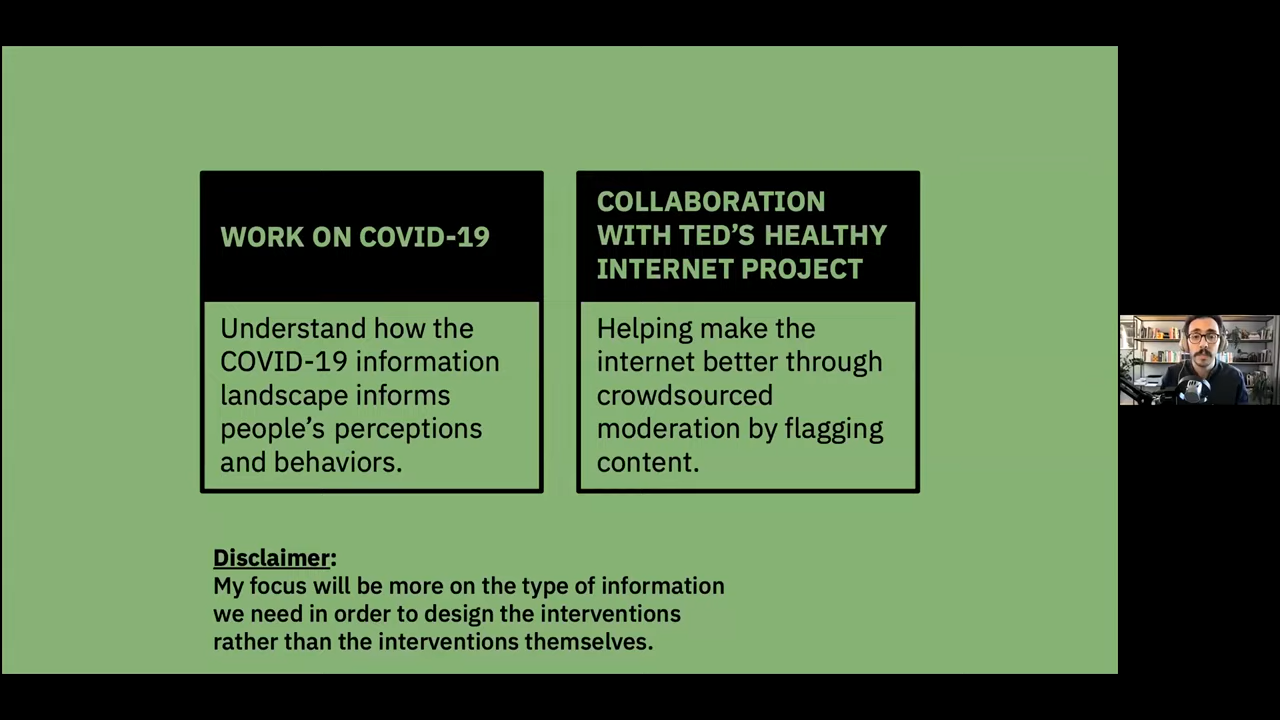 WORK ON COVID-19
Understand how the
COVID-19 information
landscape informs
people’s perceptions
and behaviors.
COLLABORATION
WITH TED’S HEALTHY
INTERNET PROJECT
Helping make the
internet better through
crowdsourced
moderation by flagging
content.
Disclaimer:
My focus will be more on the type of information
we need in order to design the interventions
rather than the interventions themselves.